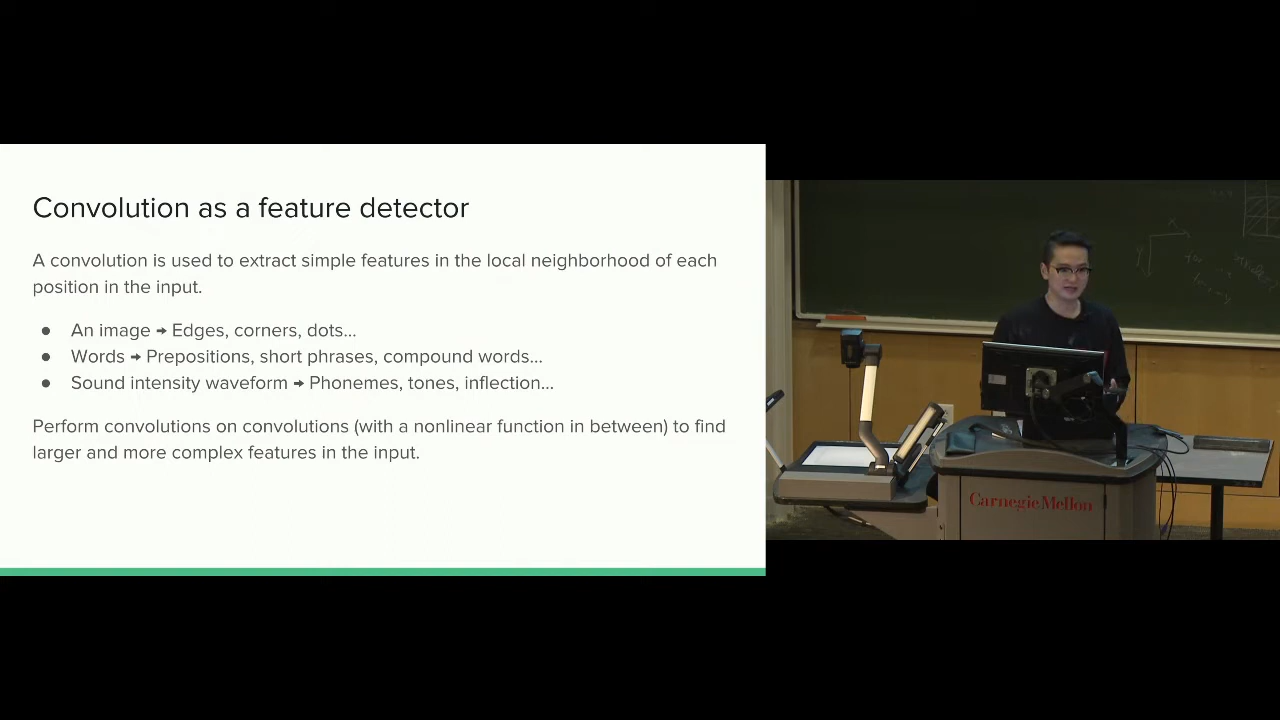 Convolution as a feature detector
A convolution is used to extract simple features in the local neighborhood of each
position in the input.
● An image → Edges, corners, dots...
● Words → Prepositions, short phrases, compound words...
● Sound intensity waveform → Phonemes, tones, inflection...
Perform convolutions on convolutions (with a nonlinear function in between) to find
larger and more complex features in the input.
Carnegie Mellon